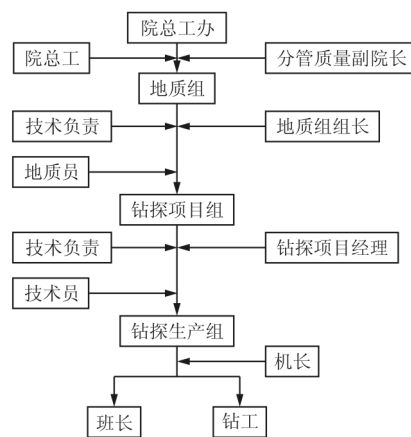 院总工办
院总工
分管质量副院长
地质组
技术负责
地质组组长
地质员
钻探项目组
技术负责
钻探项目经理
技术员
钻探生产组
机长
班长
钻工